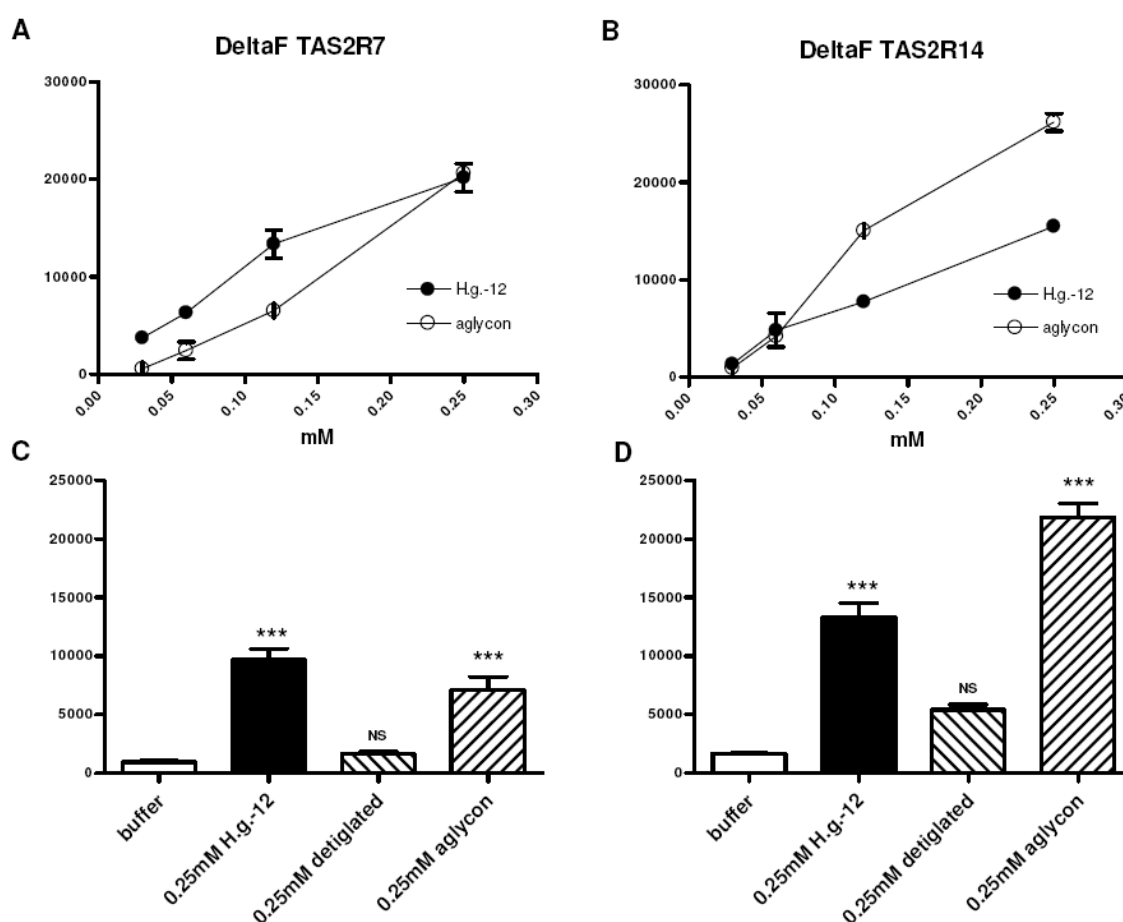 A
DeltaF TAS2R7
30000
20000
10000
0
H.g.-12
aglycon
0.00
0.05
0.10
0.15
0.20
0.25
0.30
mM
B
DeltaF TAS2R14
30000
20000
10000
0
H.g.-12
aglycon
0.00
0.05
0.10
0.15
0.20
0.25
0.30
mM
C
25000
20000
15000
10000
5000
0
***
NS
***
buffer
0.25mM H.g.-12
0.25mM detiglated
0.25mM aglycon
D
25000
20000
15000
10000
5000
0
***
NS
***
buffer
0.25mM H.g.-12
0.25mM detiglated
0.25mM aglycon